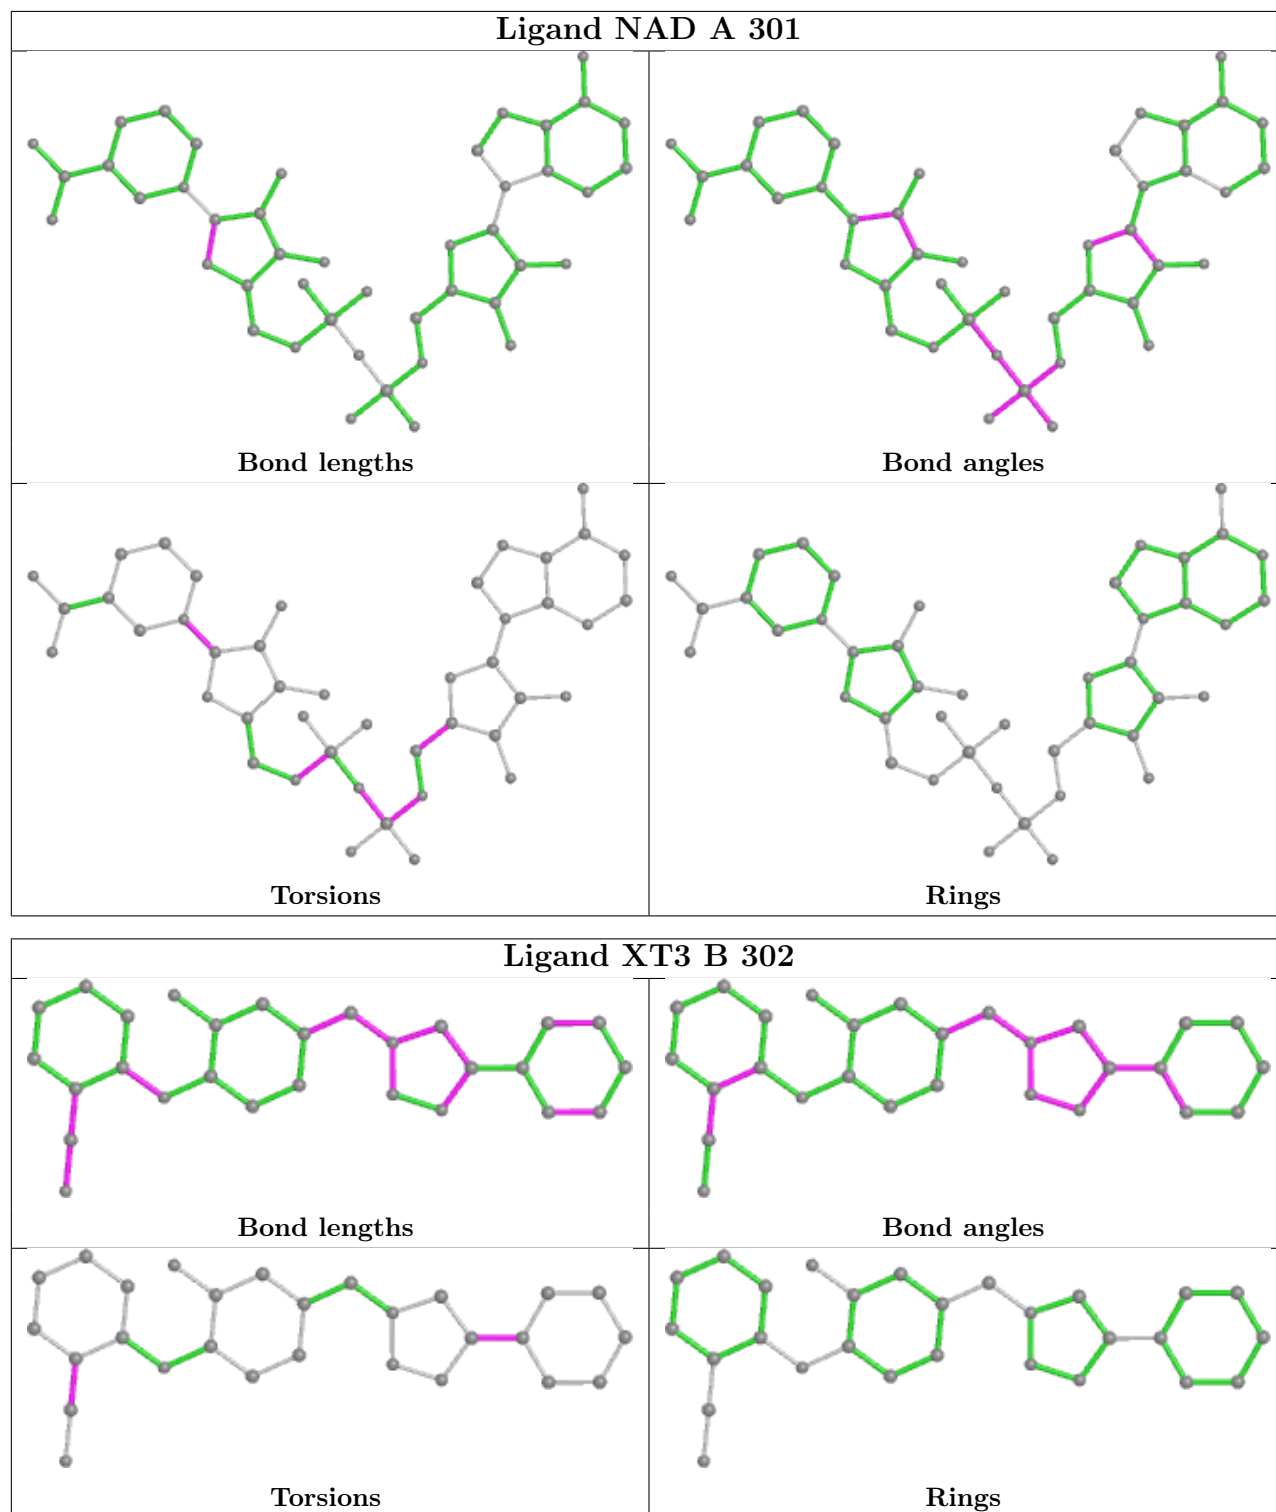 Ligand NAD A 301
Bond lengths
Bond angles
Torsions
Rings
Ligand XT3 B 302
Bond lengths
Bond angles
Torsions
Rings